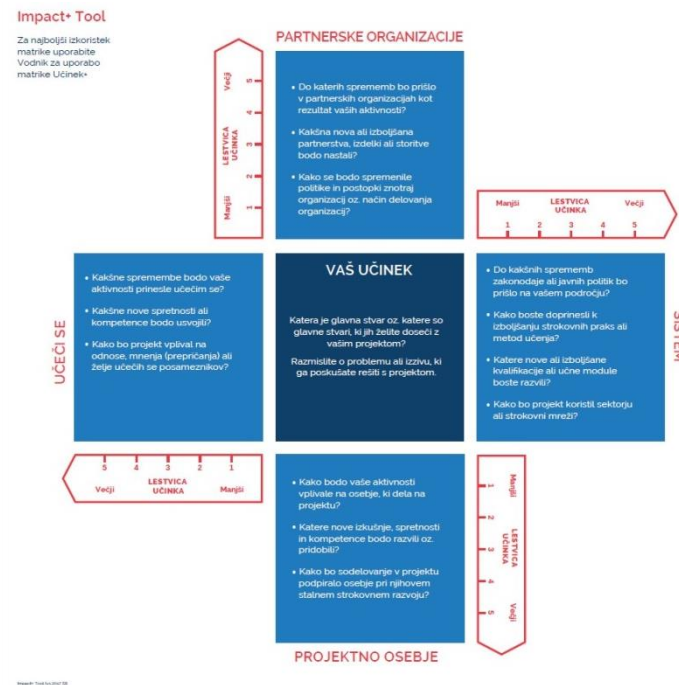 Impact+ Tool
Za najboljši izkoristek
matrike uporabite
Vodnik za uporabo
matrike Učinek+
PARTNERSKE ORGANIZACIJE
Večji
LESTVICA
UČINKA
Manjši
5
4
3
2
1
• Do katerih sprememb bo prišlo
v partnerskih organizacijah kot
rezultat vaših aktivnosti?
• Kakšna nova ali izboljšana
partnerstva, izdelki ali storitve
bodo nastali?
• Kako se bodo spremenile
politike in postopki znotraj
organizacij oz. način delovanja
organizacij?
Manjši
LESTVICA
UČINKA
Večji
1 2 3 4 5
UČEČI SE
• Kakšne spremembe bodo vaše
aktivnosti prinesle učečim se?
• Kakšne nove spretnosti ali
kompetence bodo usvojili?
• Kako bo projekt vplival na
odnose, mnenja (prepričanja) ali
želje učečih se posameznikov?
VAŠ UČINEK
Katera je glavna stvar oz. katere so
glavne stvari, ki jih želite doseči z
vašim projektom?
Razmislite o problemu ali izzivu, ki
ga poskušate rešiti s projektom.
• Do kakšnih sprememb
zakonodaje ali javnih politik bo
prišlo na vašem področju?
• Kako boste doprinesli k
izboljšanju strokovnih praks ali
metod učenja?
• Katere nove ali izboljšane
kvalifikacije ali učne module
boste razvili?
• Kako bo projekt koristil sektorju
ali strokovni mreži?
SISTEM
5 4 3 2 1
Večji
LESTVICA
UČINKA
Manjši
• Kako bodo vaše aktivnosti
vplivale na osebje, ki dela na
projektu?
• Katere nove izkušnje, spretnosti
in kompetence bodo razvili oz.
pridobili?
• Kako bo sodelovanje v projektu
podpiralo osebje pri njihovem
stalnem strokovnem razvoju?
1
2
3
4
5
Manjši
LESTVICA
UČINKA
Večji
PROJEKTNO OSEBJE